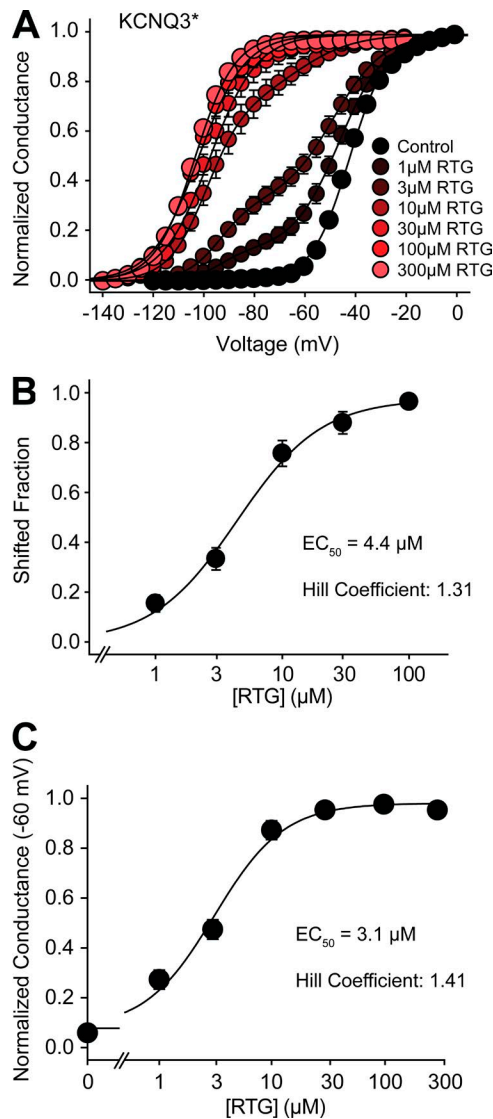 A
KCNQ3*
Normalized Conductance
1.0
0.8
0.6
0.4
0.2
0.0
Control
1µM RTG
3µM RTG
10µM RTG
30µM RTG
100µM RTG
300µM RTG
-140 -120 -100 -80 -60 -40 -20 0
Voltage (mV)
B
Shifted Fraction
1.0
0.8
0.6
0.4
0.2
0.0
EC50 = 4.4 µM
Hill Coefficient: 1.31
1 3 10 30 100
[RTG] (µM)
C
Normalized Conductance (-60 mV)
1.0
0.8
0.6
0.4
0.2
0.0
EC50 = 3.1 µM
Hill Coefficient: 1.41
0 1 3 10 30 100 300
[RTG] (µM)